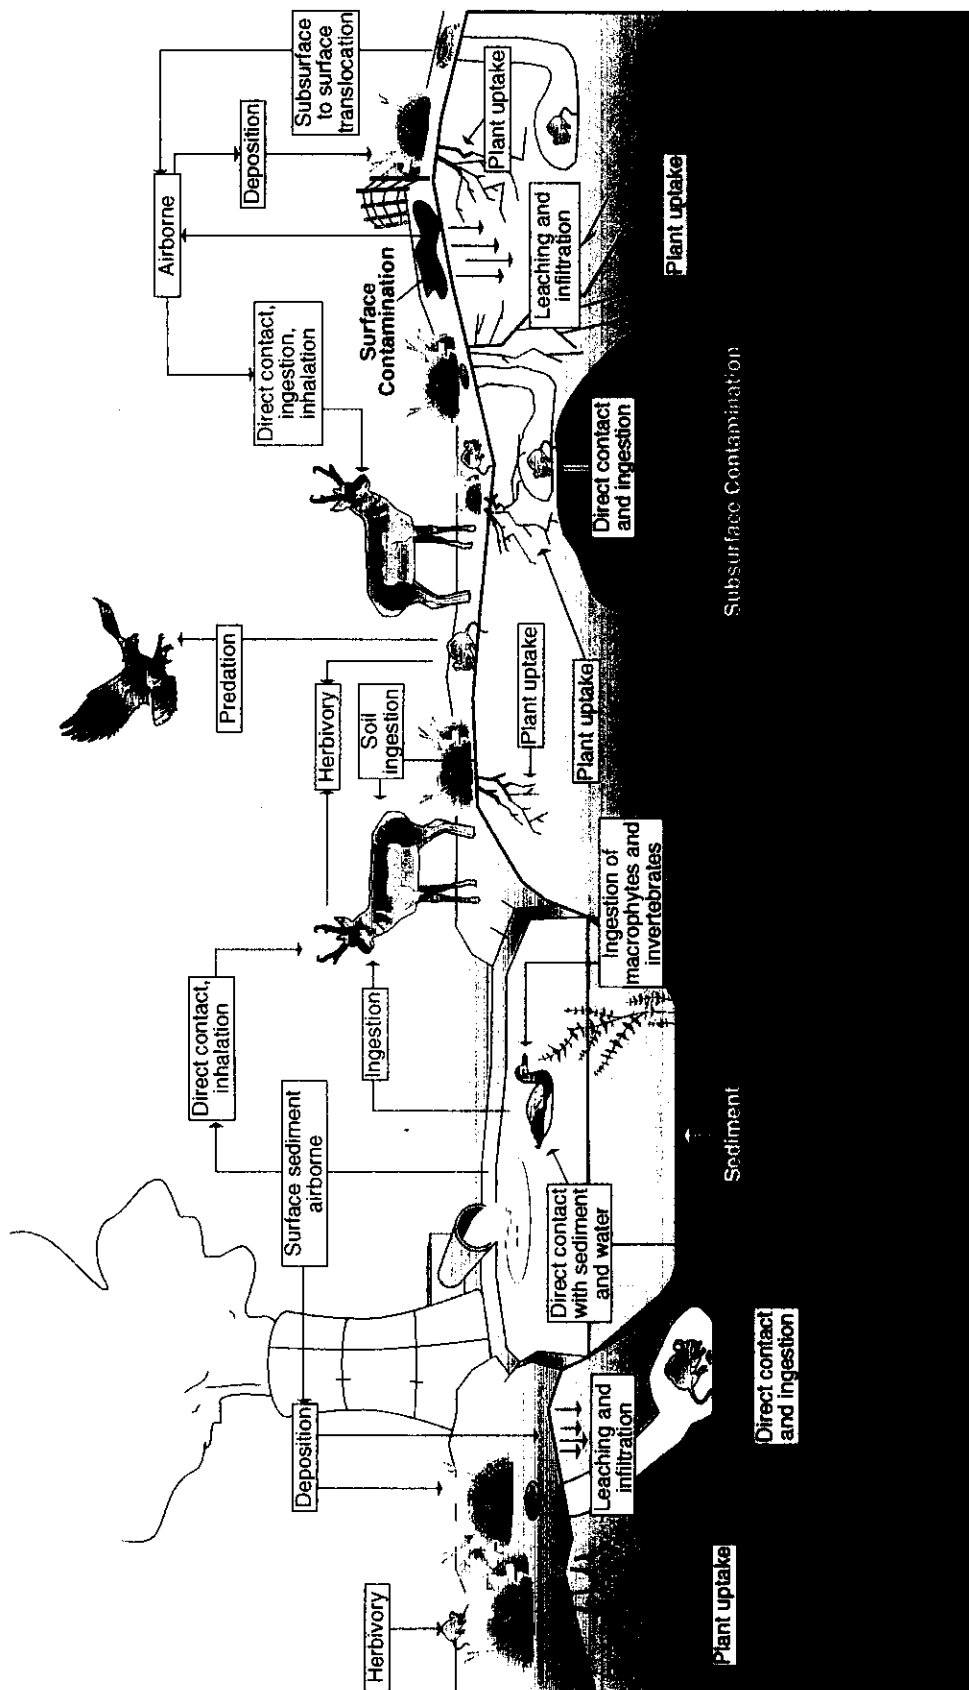 Subsurface
to surface
translocation
Deposition
Airborne
Direct contact,
ingestion,
inhalation
Surface
Contamination
Plant uptake
Leaching and
infiltration
Plant uptake
Direct contact
and ingestion
Subsurface Contamination
Predation
Herbivory
Soil
ingestion
Plant uptake
Plant uptake
Direct contact,
inhalation
Ingestion
Ingestion of
macrophytes and
invertebrates
Surface sediment
airborne
Direct contact
with sediment
and water
Sediment
Deposition
Leaching and
infiltration
Direct contact
and ingestion
Herbivory
Plant uptake